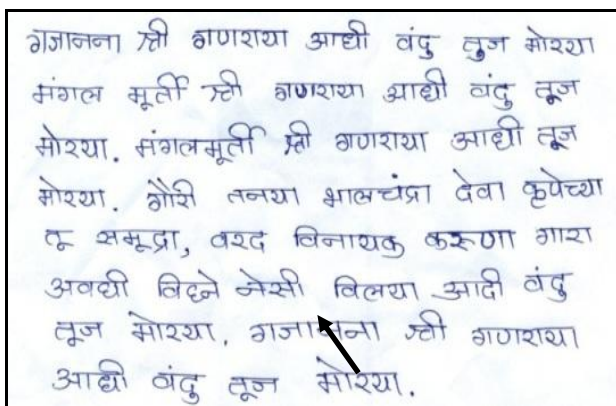 गजानना श्री गणराया आधी वंदु तुज मोरया
मंगल मूर्ती श्री गणराया आधी वंदु तूज
मोरया. मंगलमूर्ती श्री गणराया आधी तूज
मोरया. गौरी तनया भालचंद्रा देवा कृपेच्या
तू समूद्रा, वरद विनायक करूणा गारा
अवघी विघ्ने नेसी विलया आदी वंदु
तूज मोरया. गजानना श्री गणराया
आधी वंदु तूज मोरया.